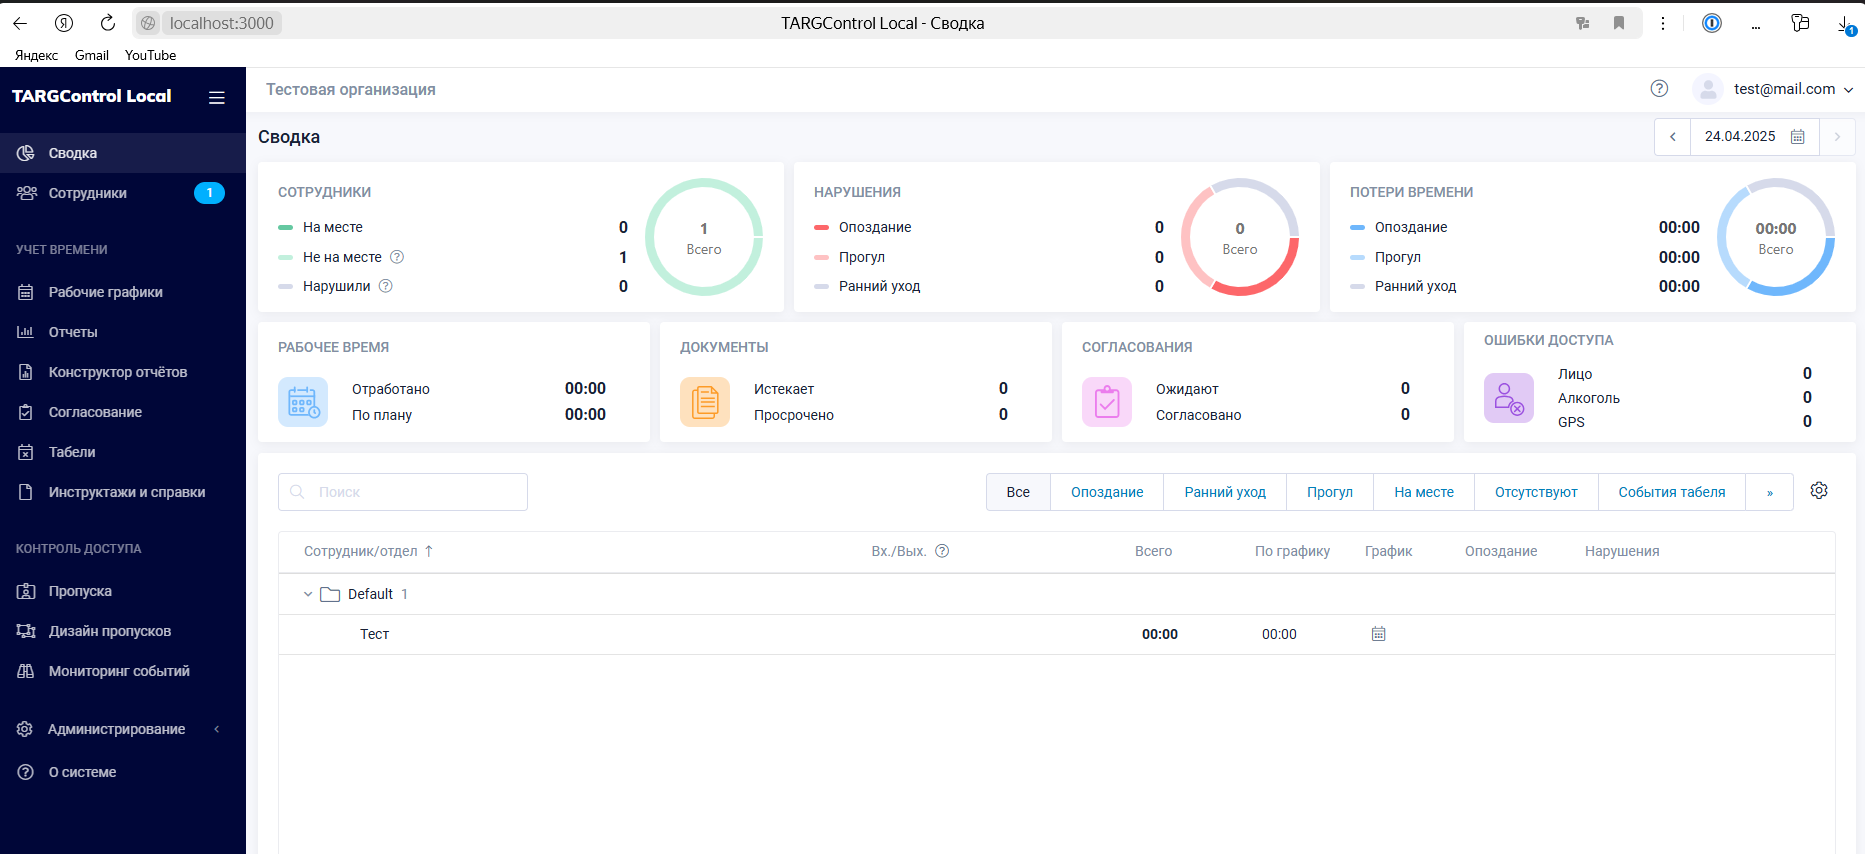 localhost:3000
TARGControl Local - Сводка
...
1
Яндекс Gmail YouTube
TARGControl Local
Сводка
Сотрудники 1
УЧЕТ ВРЕМЕНИ
Рабочие графики
Отчеты
Конструктор отчётов
Согласование
Табели
Инструктажи и справки
КОНТРОЛЬ ДОСТУПА
Пропуска
Дизайн пропусков
Мониторинг событий
Администрирование
О системе
Тестовая организация
test@mail.com
Сводка
24.04.2025
СОТРУДНИКИ
На месте 0
Не на месте 1
Нарушили 0
1
Всего
НАРУШЕНИЯ
Опоздание 0
Прогул 0
Ранний уход 0
0
Всего
ПОТЕРИ ВРЕМЕНИ
Опоздание 00:00
Прогул 00:00
Ранний уход 00:00
00:00
Всего
РАБОЧЕЕ ВРЕМЯ
Отработано 00:00
По плану 00:00
ДОКУМЕНТЫ
Истекает 0
Просрочено 0
СОГЛАСОВАНИЯ
Ожидают 0
Согласовано 0
ОШИБКИ ДОСТУПА
Лицо 0
Алкоголь 0
GPS 0
Поиск
Все Опоздание Ранний уход Прогул На месте Отсутствуют События табеля »
Сотрудник/отдел ↑ Вх./Вых. Всего По графику График Опоздание Нарушения
Default 1
Тест 00:00 00:00